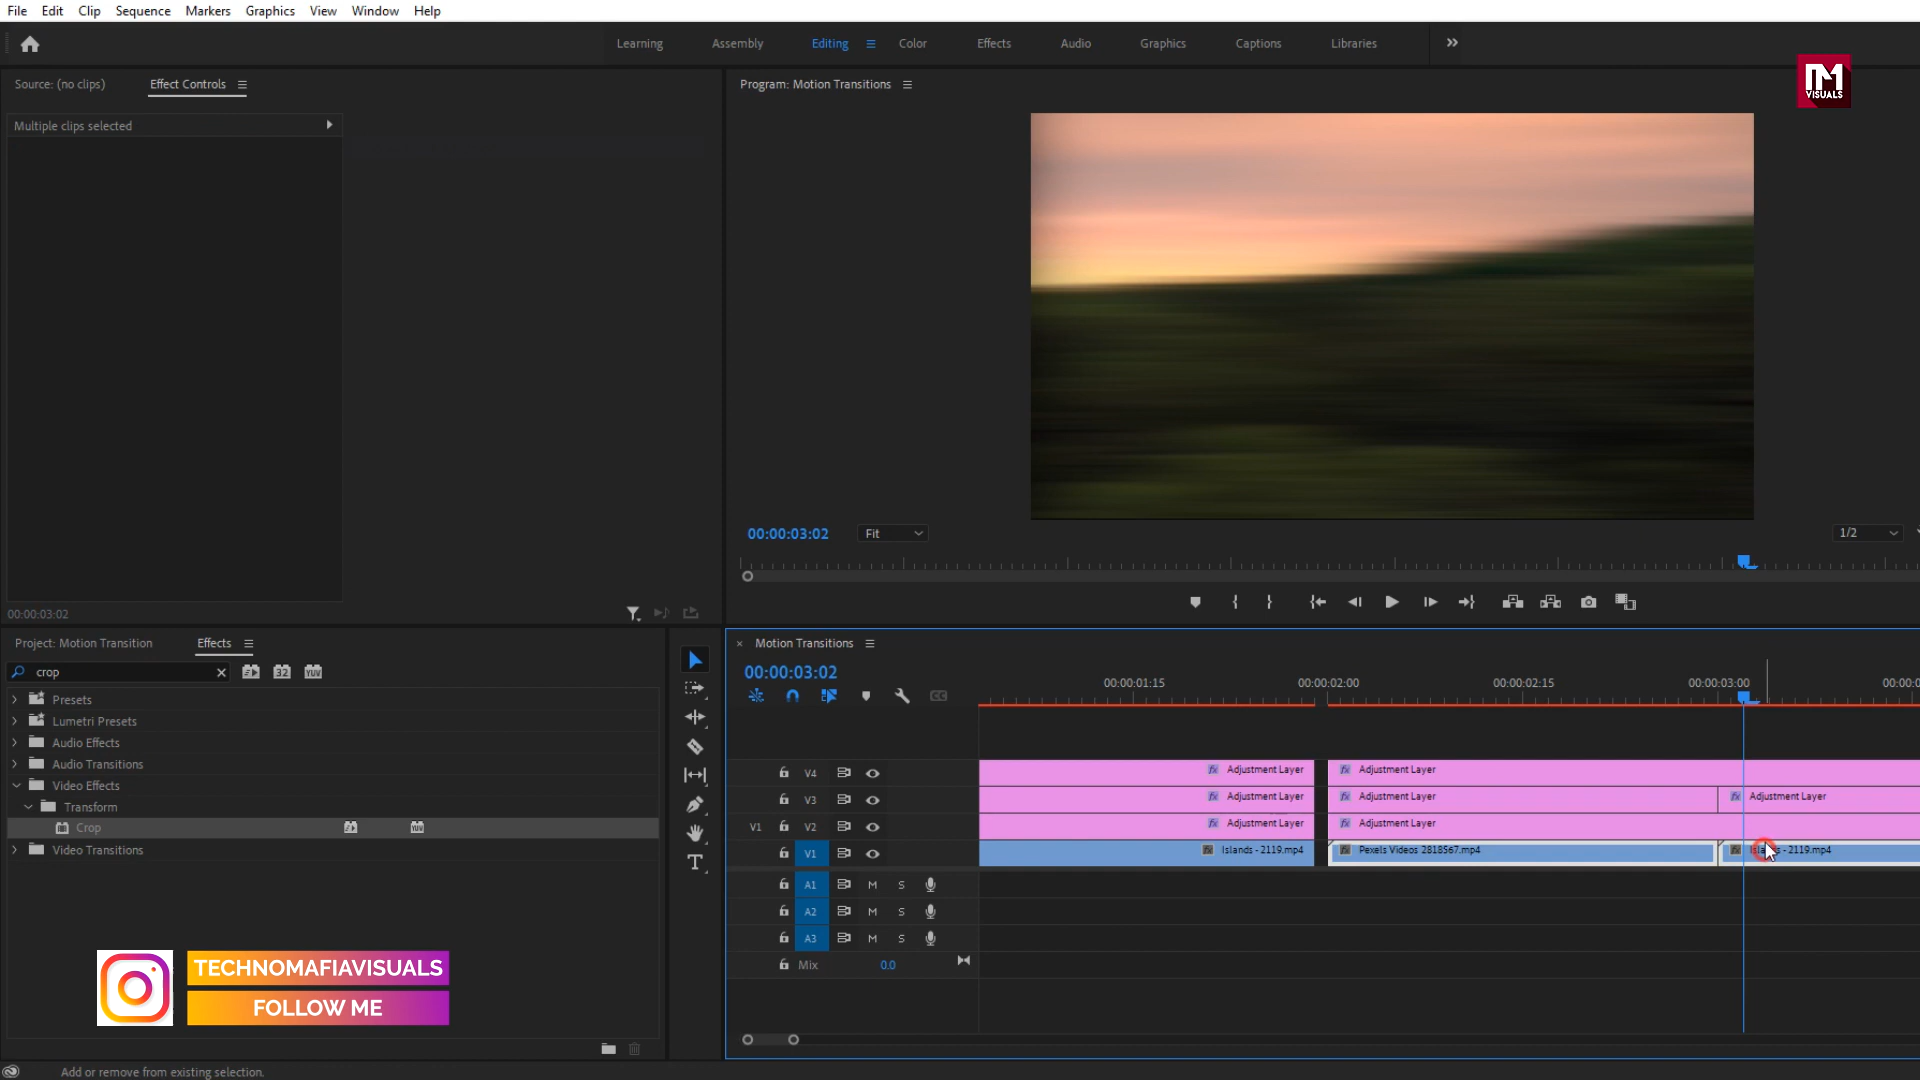 File Edit Clip Sequence Markers Graphics View Window Help
Learning Assembly Editing Color Effects Audio Graphics Captions Libraries
Source: (no clips) Effect Controls
Program: Motion Transitions
VISUALS
Multiple clips selected
00:00:03:02 Fit 1/2
00:00:03:02
Project: Motion Transition Effects
crop
32 YUV
Presets
Lumetri Presets
Audio Effects
Audio Transitions
Video Effects
Transform
Crop
Video Transitions
Motion Transitions
00:00:03:02
00:00:01:15 00:00:02:00 00:00:02:15 00:00:03:00
V4 Adjustment Layer Adjustment Layer
V3 Adjustment Layer Adjustment Layer Adjustment Layer
V1 V2 Adjustment Layer Adjustment Layer
V1 Islands - 2119.mp4 Pexels Videos 2818567.mp4 - 2119.mp4
A1 M S
A2 M S
A3 M S
Mix 0.0
TECHNOMAFIAVISUALS
FOLLOW ME
Add or remove from existing selection.